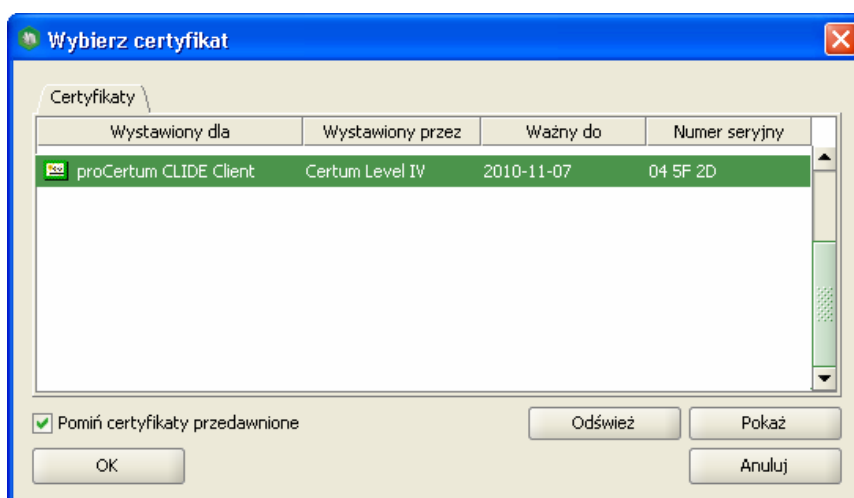 Wybierz certyfikat
Certyfikaty
Wystawiony dla Wystawiony przez Ważny do Numer seryjny
proCertum CLIDE Client Certum Level IV 2010-11-07 04 5F 2D
Pomiń certyfikaty przedawnione Odśwież Pokaż
OK Anuluj